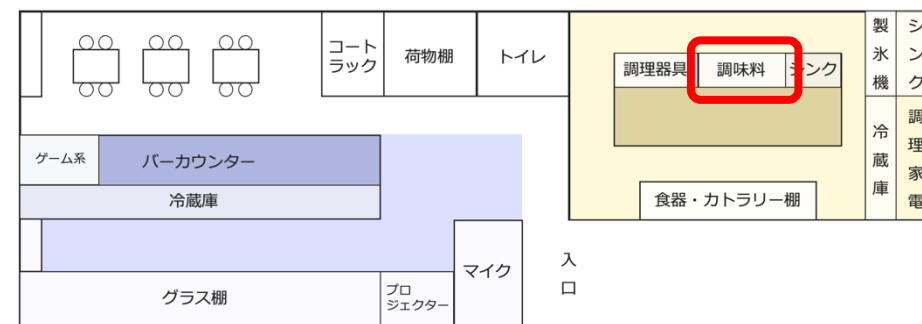 コート
ラック
荷物棚
トイレ
調理器具
調味料
シンク
製氷機
シンク
ゲーム系
バーカウンター
冷蔵庫
冷蔵庫
調理家電
食器・カトラリー棚
マイク
入口
グラス棚
プロ
ジェクター